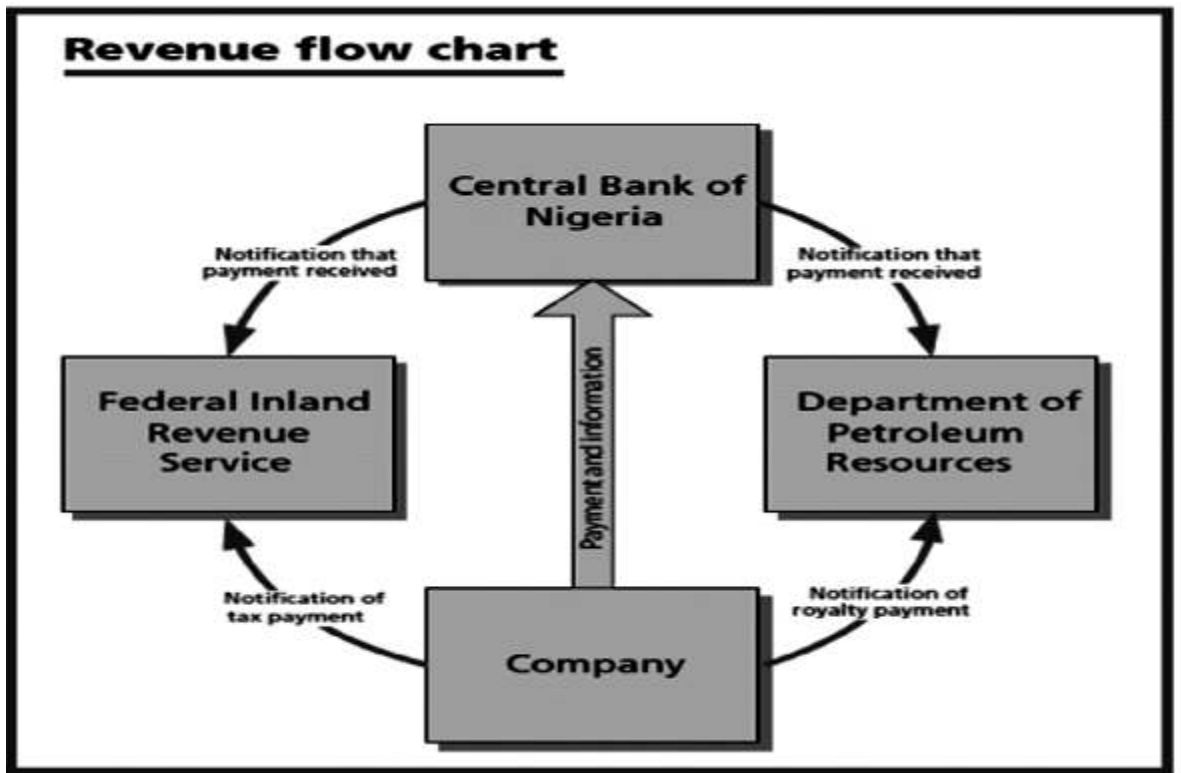 Revenue flow chart
Central Bank of
Nigeria
Notification that
payment received
Notification that
payment received
Federal Inland
Revenue
Service
Department of
Petroleum
Resources
Payment and information
Notification of
tax payment
Notification of
royalty payment
Company